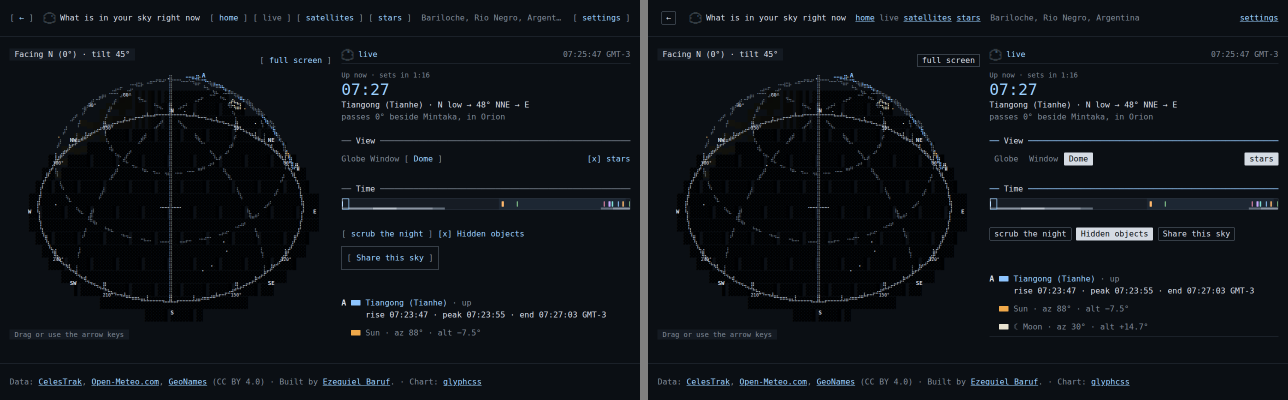 [ ← ] What is in your sky right now [ home ] [ live ] [ satellites ] [ stars ] Bariloche, Rio Negro, Argent… [ settings ]
Facing N (0°) · tilt 45°
[ full screen ]
A
N
NW
NE
W
E
SW
SE
S
240°
210°
150°
120°
Drag or use the arrow keys
live 07:25:47 GMT-3
Up now · sets in 1:16
07:27
Tiangong (Tianhe) · N low → 48° NNE → E
passes 0° beside Mintaka, in Orion
View
Globe Window [ Dome ] [x] stars
Time
[ scrub the night ] [x] Hidden objects
[ Share this sky ]
A Tiangong (Tianhe) · up
rise 07:23:47 · peak 07:23:55 · end 07:27:03 GMT-3
Sun · az 88° · alt −7.5°
Data: CelesTrak, Open-Meteo.com, GeoNames (CC BY 4.0) · Built by Ezequiel Baruf. · Chart: glyphcss
← What is in your sky right now home live satellites stars Bariloche, Rio Negro, Argentina settings
Facing N (0°) · tilt 45°
full screen
A
N
NW
NE
W
E
SW
SE
S
240°
210°
150°
120°
Drag or use the arrow keys
live 07:25:47 GMT-3
Up now · sets in 1:16
07:27
Tiangong (Tianhe) · N low → 48° NNE → E
passes 0° beside Mintaka, in Orion
View
Globe Window Dome stars
Time
scrub the night Hidden objects Share this sky
A Tiangong (Tianhe) · up
rise 07:23:47 · peak 07:23:55 · end 07:27:03 GMT-3
Sun · az 88° · alt −7.5°
☾ Moon · az 30° · alt +14.7°
Data: CelesTrak, Open-Meteo.com, GeoNames (CC BY 4.0) · Built by Ezequiel Baruf. · Chart: glyphcss